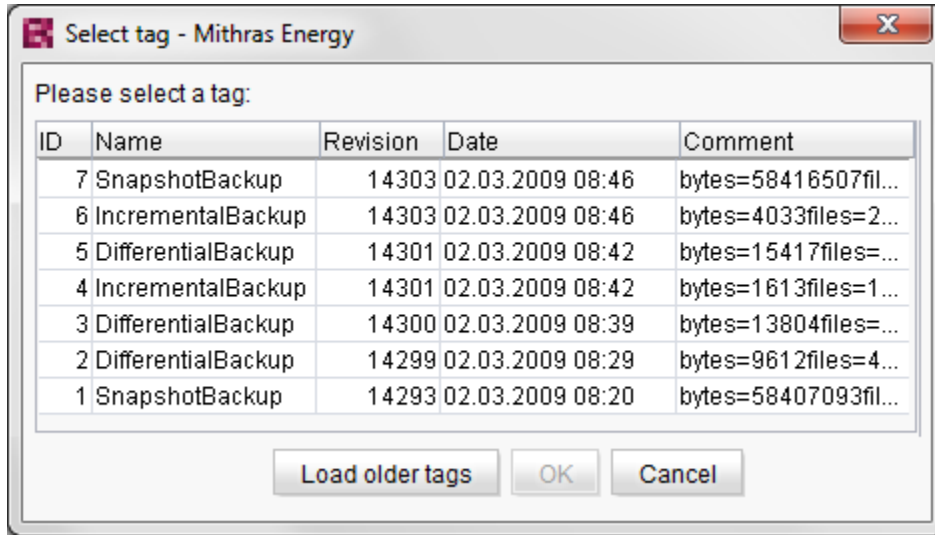 Select tag - Mithras Energy
Please select a tag:
ID Name Revision Date Comment
7 SnapshotBackup 14303 02.03.2009 08:46 bytes=58416507fil...
6 IncrementalBackup 14303 02.03.2009 08:46 bytes=4033files=2...
5 DifferentialBackup 14301 02.03.2009 08:42 bytes=15417files=...
4 IncrementalBackup 14301 02.03.2009 08:42 bytes=1613files=1...
3 DifferentialBackup 14300 02.03.2009 08:39 bytes=13804files=...
2 DifferentialBackup 14299 02.03.2009 08:29 bytes=9612files=4...
1 SnapshotBackup 14293 02.03.2009 08:20 bytes=58407093fil...
Load older tags OK Cancel